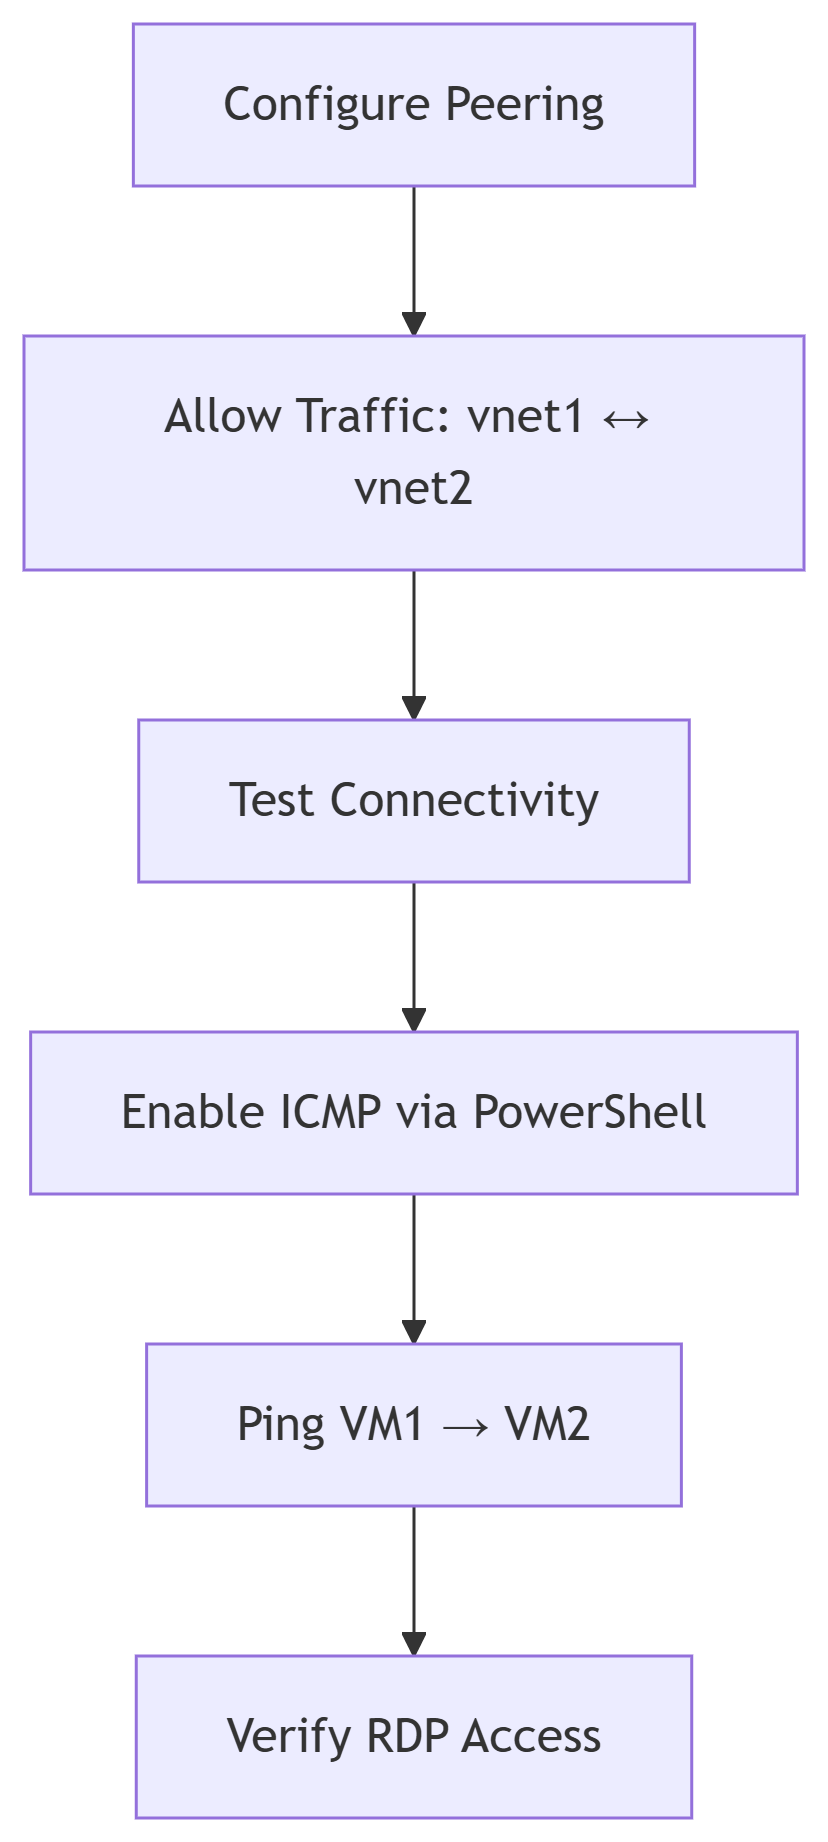 Configure Peering
Allow Traffic: vnet1 ↔
vnet2
Test Connectivity
Enable ICMP via PowerShell
Ping VM1 → VM2
Verify RDP Access